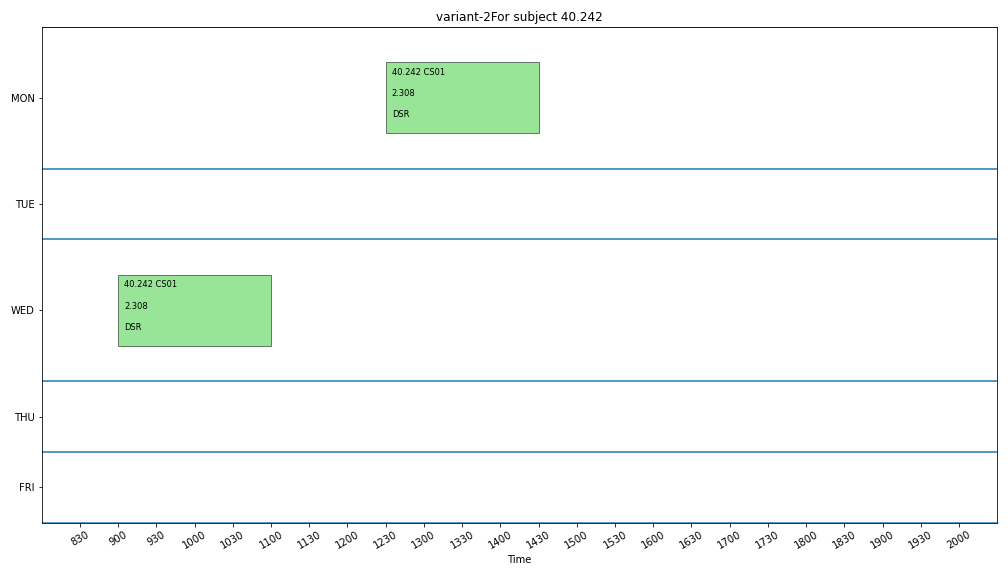 variant-2For subject 40.242
MON
40.242 CS01
2.308
DSR
TUE
WED
40.242 CS01
2.308
DSR
THU
FRI
830 900 930 1000 1030 1100 1130 1200 1230 1300 1330 1400 1430 1500 1530 1600 1630 1700 1730 1800 1830 1900 1930 2000
Time